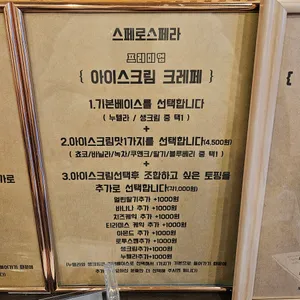 스페로스페라
프리미엄
{ 아이스크림 크레페 }
1.기본베이스를 선택합니다
( 누텔라 / 생크림 중 택1 )
+
2.아이스크림맛1가지를 선택합니다(4,500원)
( 쵸코/바닐라/녹차/쿠앤크/딸기/블루베리 중 택1 )
+
3.아이스크림선택후 조합하고 싶은 토핑을
추가로 선택합니다(각1,000원)
얼린딸기추가 +1000원
바나나 추가 +1000원
치즈케익 추가 +1000원
티라미스 케익 추가 +1000원
아몬드 추가 +1000원
로투스잼추가 +1000원
생크림추가 +1000원
누텔라추가 +1000원